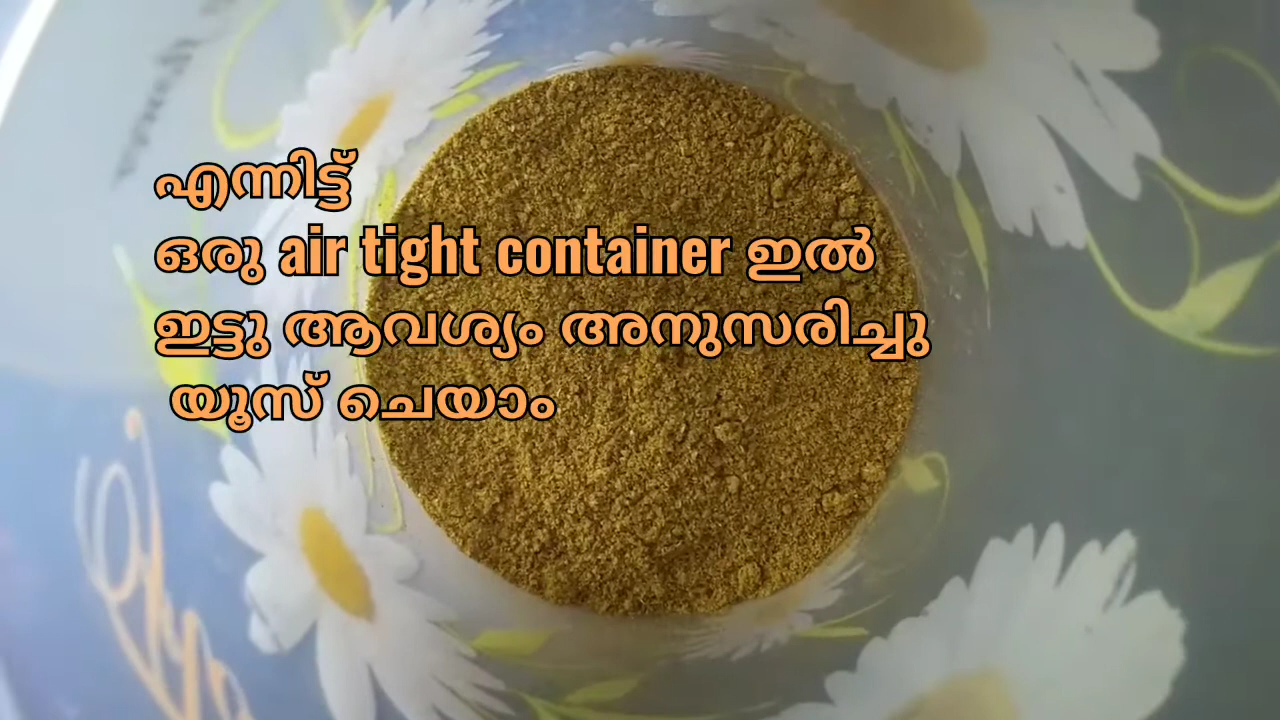 എന്നിട്ട്
ഒരു air tight container ഇൽ
ഇട്ടു ആവശ്യം അനുസരിച്ചു
യൂസ് ചെയാം